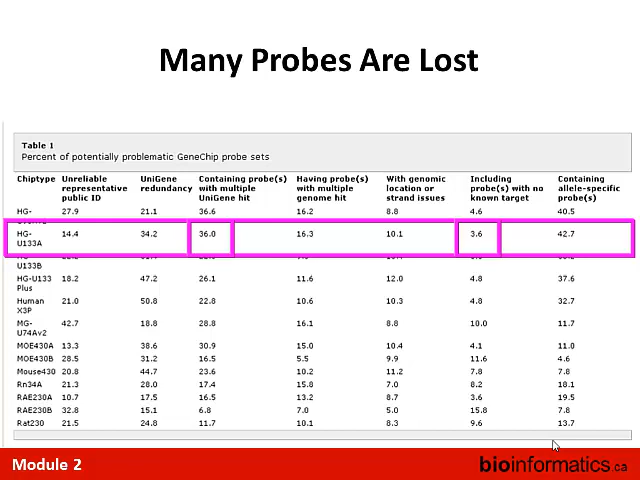 Many Probes Are Lost
Table 1
Percent of potentially problematic GeneChip probe sets
Chiptype Unreliable representative public ID UniGene redundancy Containing probe(s) with multiple UniGene hit Having probe(s) with multiple genome hit With genomic location or strand issues Including probe(s) with no known target Containing allele-specific probe(s)
HG- 27.9 21.1 36.6 16.2 8.8 4.6 40.5
HG-U133A 14.4 34.2 36.0 16.3 10.1 3.6 42.7
U133B
HG-U133 Plus 18.2 47.2 26.1 11.6 12.0 4.8 37.6
Human X3P 21.0 50.8 22.8 10.6 10.3 4.8 32.7
MG-U74Av2 42.7 18.8 28.8 16.1 8.8 10.0 11.7
MOE430A 13.3 38.6 30.9 15.0 10.4 4.1 11.0
MOE430B 28.5 31.2 16.5 5.5 9.9 11.6 4.6
Mouse430 20.8 44.7 23.6 10.2 11.2 7.8 7.8
Rn34A 21.3 28.0 17.4 15.8 7.0 8.2 18.1
RAE230A 10.7 17.5 16.5 13.2 8.7 3.6 19.5
RAE230B 32.8 15.1 6.8 7.0 5.0 15.8 7.8
Rat230 21.5 24.8 11.7 10.1 8.3 9.6 13.7
Module 2
bioinformatics.ca